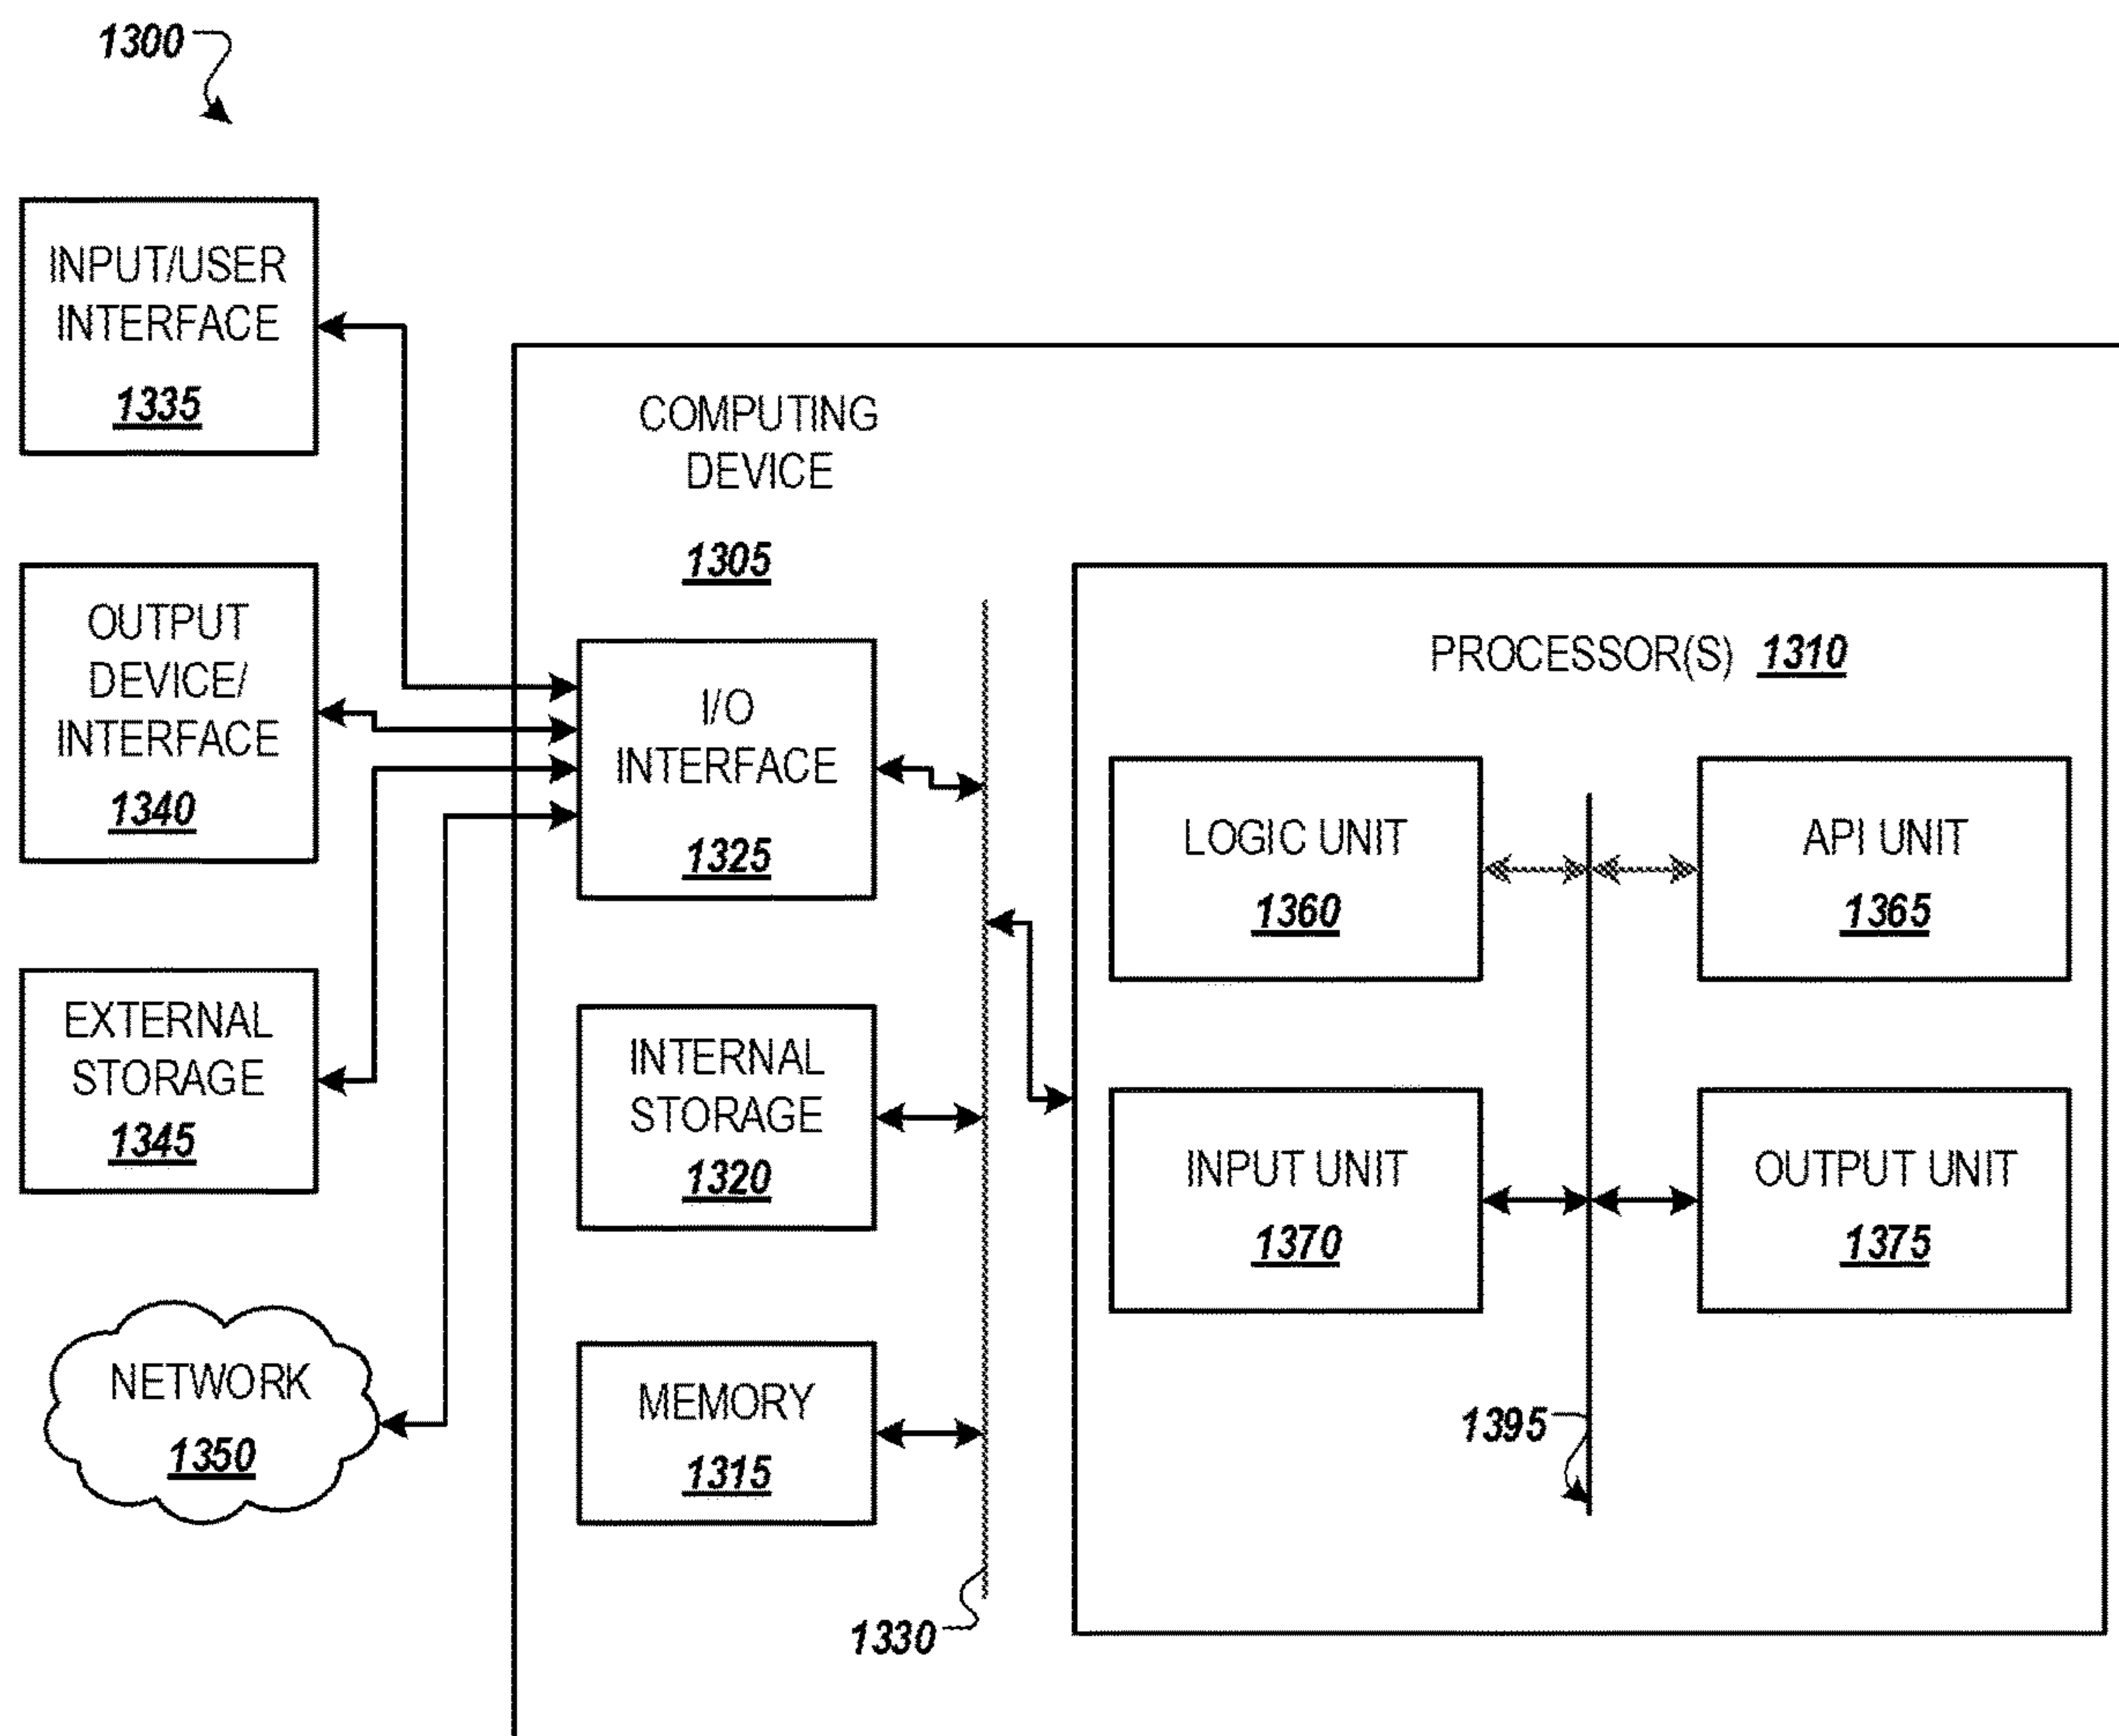 1300
INPUT/USER
INTERFACE
1335
OUTPUT
DEVICE/
INTERFACE
1340
EXTERNAL
STORAGE
1345
NETWORK
1350
COMPUTING
DEVICE
1305
I/O
INTERFACE
1325
INTERNAL
STORAGE
1320
MEMORY
1315
1330
PROCESSOR(S) 1310
LOGIC UNIT
1360
API UNIT
1365
INPUT UNIT
1370
OUTPUT UNIT
1375
1395